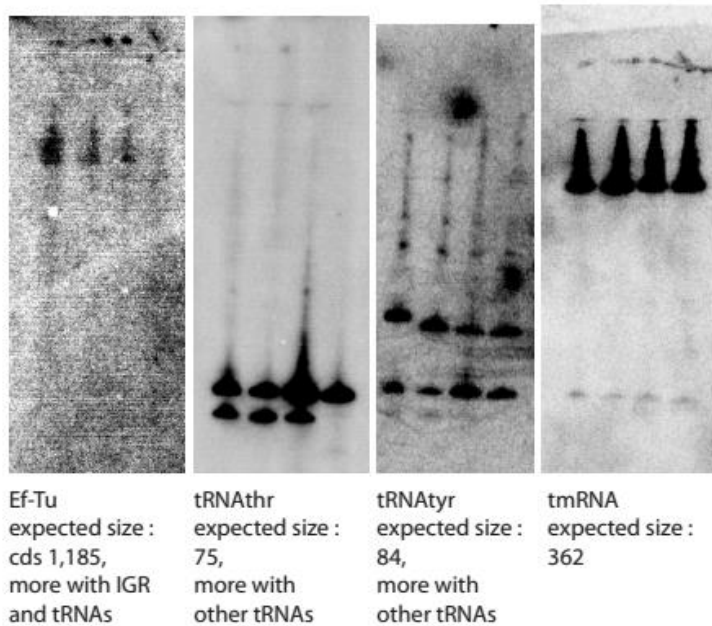 Ef-Tu
expected size :
cds 1,185,
more with IGR
and tRNAs
tRNAthr
expected size :
75,
more with
other tRNAs
tRNAtyr
expected size :
84,
more with
other tRNAs
tmRNA
expected size :
362